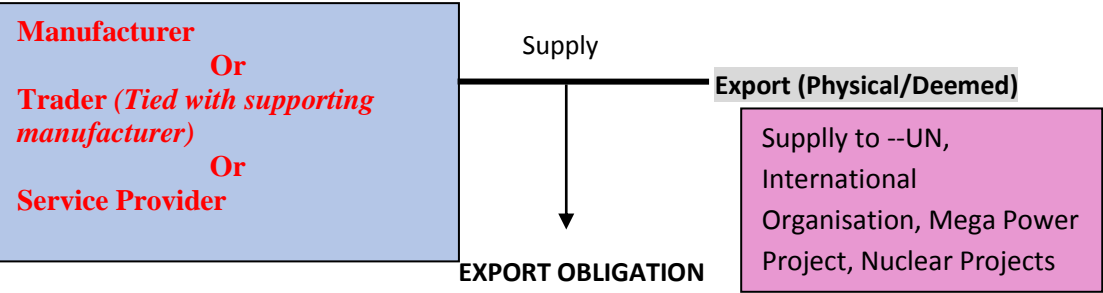 Manufacturer
Or
Trader (Tied with supporting
manufacturer)
Or
Service Provider
Supply
Export (Physical/Deemed)
Supplly to --UN,
International
Organisation, Mega Power
Project, Nuclear Projects
EXPORT OBLIGATION